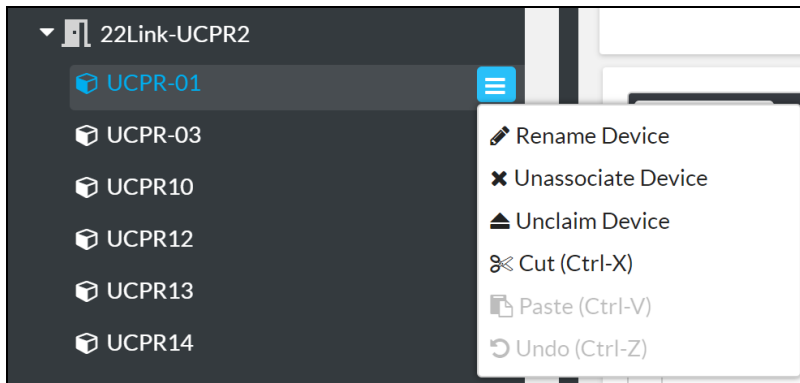 22Link-UCPR2
UCPR-01
UCPR-03
UCPR10
UCPR12
UCPR13
UCPR14
Rename Device
Unassociate Device
Unclaim Device
Cut (Ctrl-X)
Paste (Ctrl-V)
Undo (Ctrl-Z)